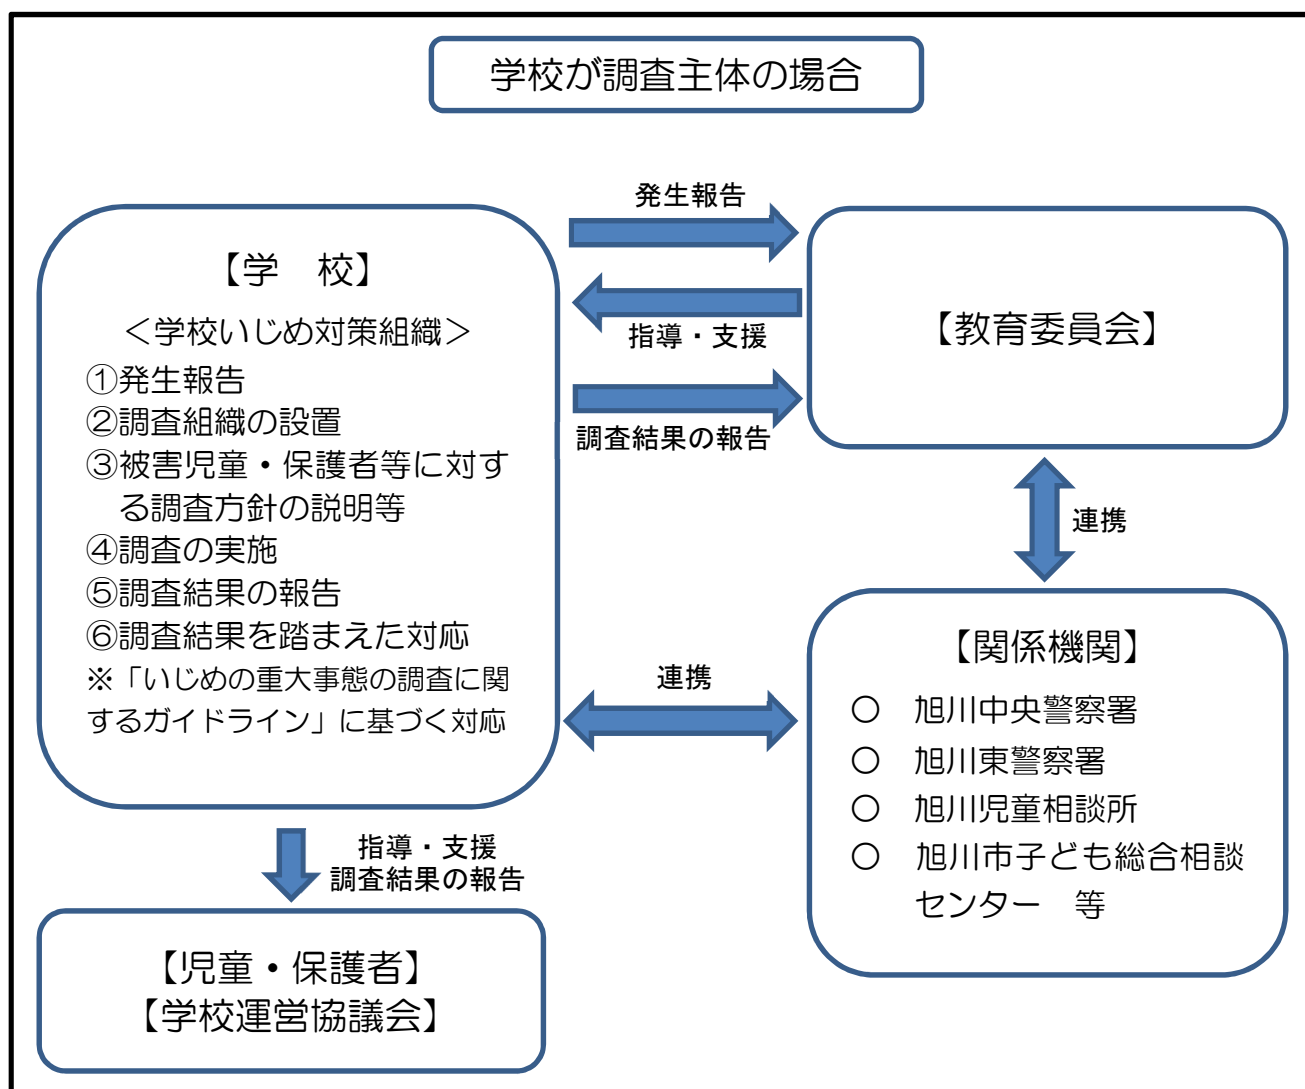 学校が調査主体の場合
発生報告
【学　校】
＜学校いじめ対策組織＞
①発生報告
②調査組織の設置
③被害児童・保護者等に対す
る調査方針の説明等
④調査の実施
⑤調査結果の報告
⑥調査結果を踏まえた対応
※「いじめの重大事態の調査に関
するガイドライン」に基づく対応
指導・支援
調査結果の報告
【教育委員会】
連携
連携
【関係機関】
○　旭川中央警察署
○　旭川東警察署
○　旭川児童相談所
○　旭川市子ども総合相談
センター　等
指導・支援
調査結果の報告
【児童・保護者】
【学校運営協議会】